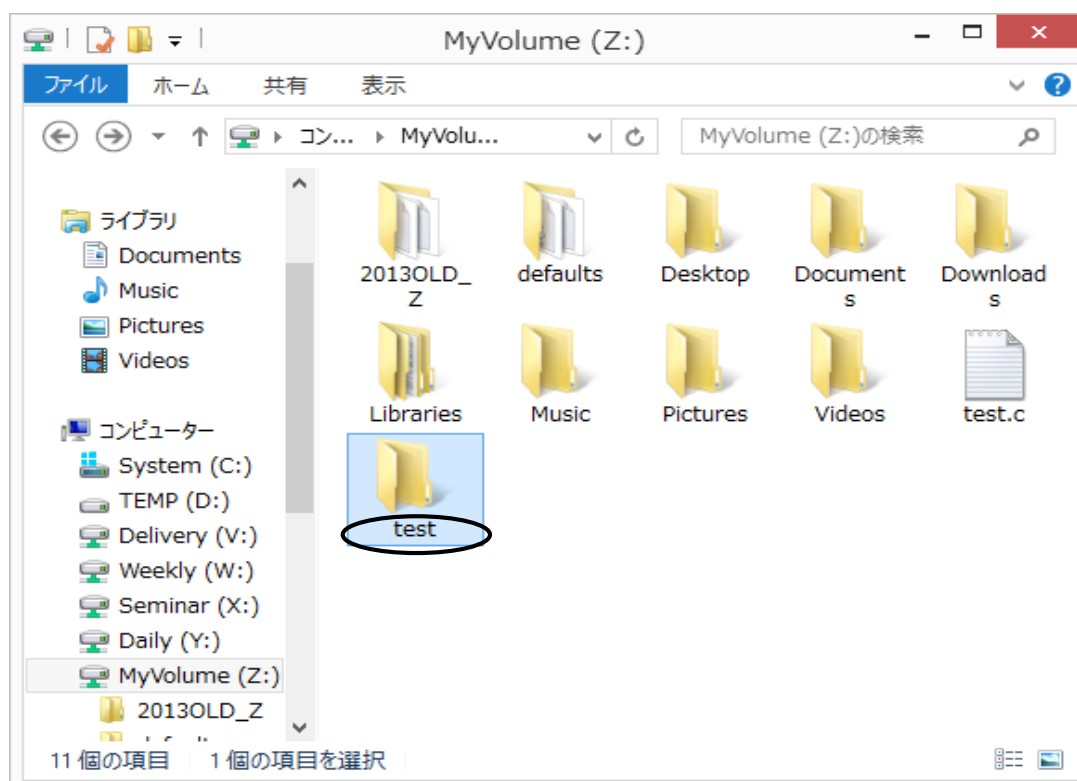 MyVolume (Z:)
ファイル ホーム 共有 表示
コン... MyVolu... MyVolume (Z:)の検索
ライブラリ
Documents
Music
Pictures
Videos
コンピューター
System (C:)
TEMP (D:)
Delivery (V:)
Weekly (W:)
Seminar (X:)
Daily (Y:)
MyVolume (Z:)
2013OLD_Z
2013OLD_
Z
defaults
Desktop
Document
s
Download
s
Libraries
Music
Pictures
Videos
test.c
test
11 個の項目 1 個の項目を選択